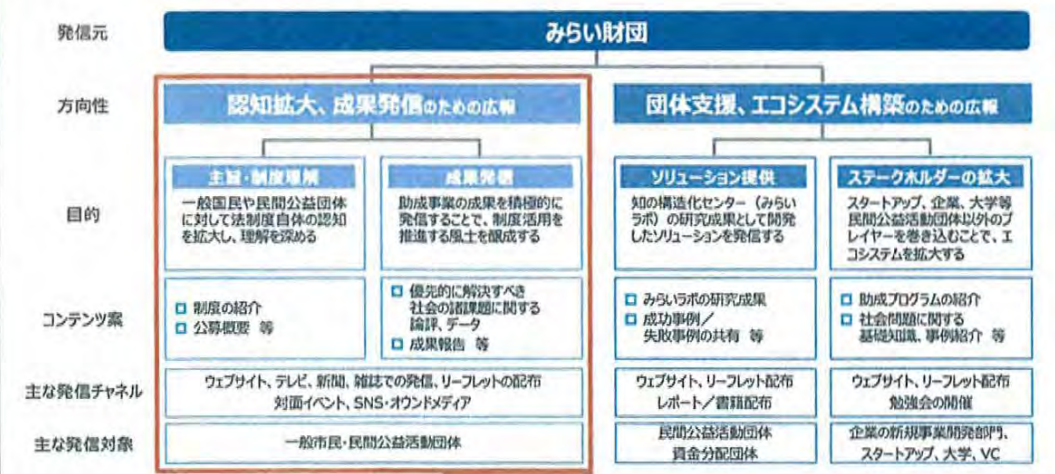 発信元
みらい財団
方向性
認知拡大、成果発信のための広報
団体支援、エコシステム構築のための広報
目的
主旨・制度理解
一般国民や民間公益団体
に対して法制度自体の認知
を拡大し、理解を深める
成果発信
助成事業の成果を積極的に
発信することで、制度活用を
推進する風土を醸成する
ソリューション提供
知の構造化センター（みらい
ラボ）の研究成果として開発
したソリューションを発信する
ステークホルダーの拡大
スタートアップ、企業、大学等
民間公益活動団体以外のプ
レイヤーを巻き込むことで、エ
コシステムを拡大する
コンテンツ案
□ 制度の紹介
□ 公募概要 等
□ 優先的に解決すべき
社会の諸課題に関する
論評、データ
□ 成果報告 等
□ みらいラボの研究成果
□ 成功事例／
失敗事例の共有 等
□ 助成プログラムの紹介
□ 社会問題に関する
基礎知識、事例紹介 等
主な発信チャネル
ウェブサイト、テレビ、新聞、雑誌での発信、リーフレットの配布
対面イベント、SNS・オウンドメディア
ウェブサイト、リーフレット配布
レポート／書籍配布
ウェブサイト、リーフレット配布
勉強会の開催
主な発信対象
一般市民・民間公益活動団体
民間公益活動団体
資金分配団体
企業の新規事業開発部門、
スタートアップ、大学、VC